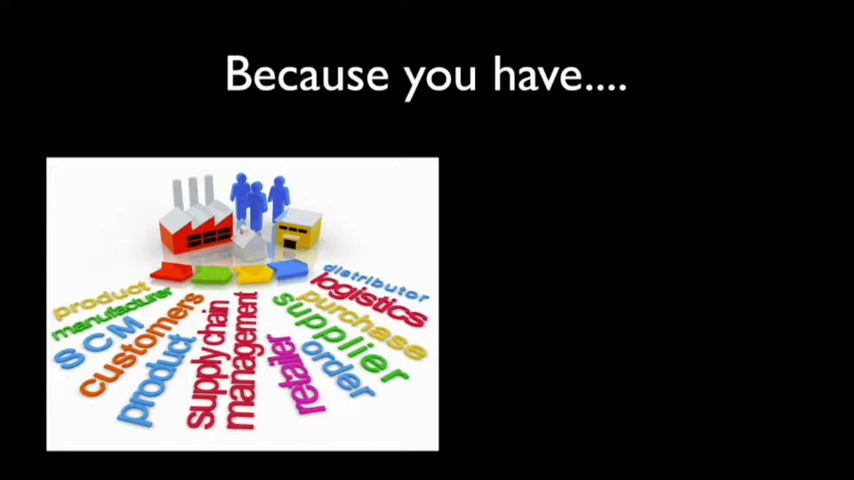 Because you have....
distributor
logistics
purchase
supplier
order
retailer
supply chain
management
product
customers
SCM
manufacturer
product